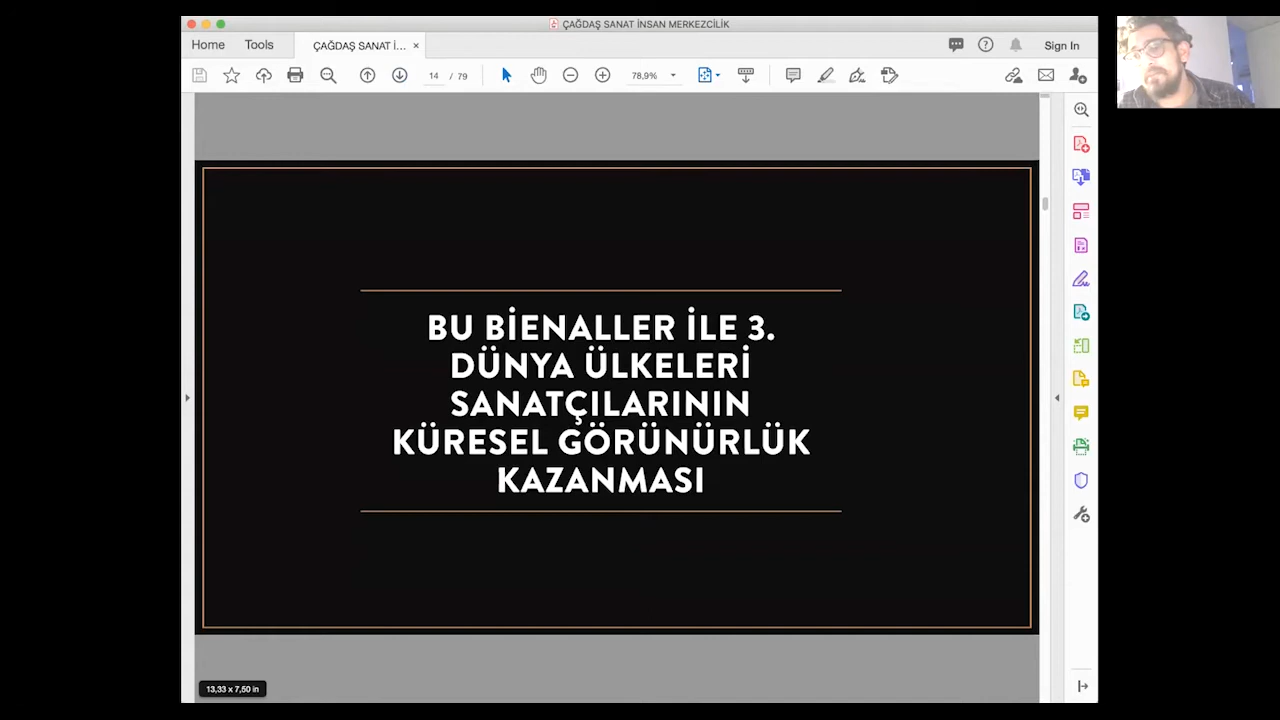 ÇAĞDAŞ SANAT İNSAN MERKEZCİLİK
Home Tools ÇAĞDAŞ SANAT İ... × Sign In
14 / 79 78,9%
BU BİENALLER İLE 3.
DÜNYA ÜLKELERİ
SANATÇILARININ
KÜRESEL GÖRÜNÜRLÜK
KAZANMASI
13,33 x 7,50 in